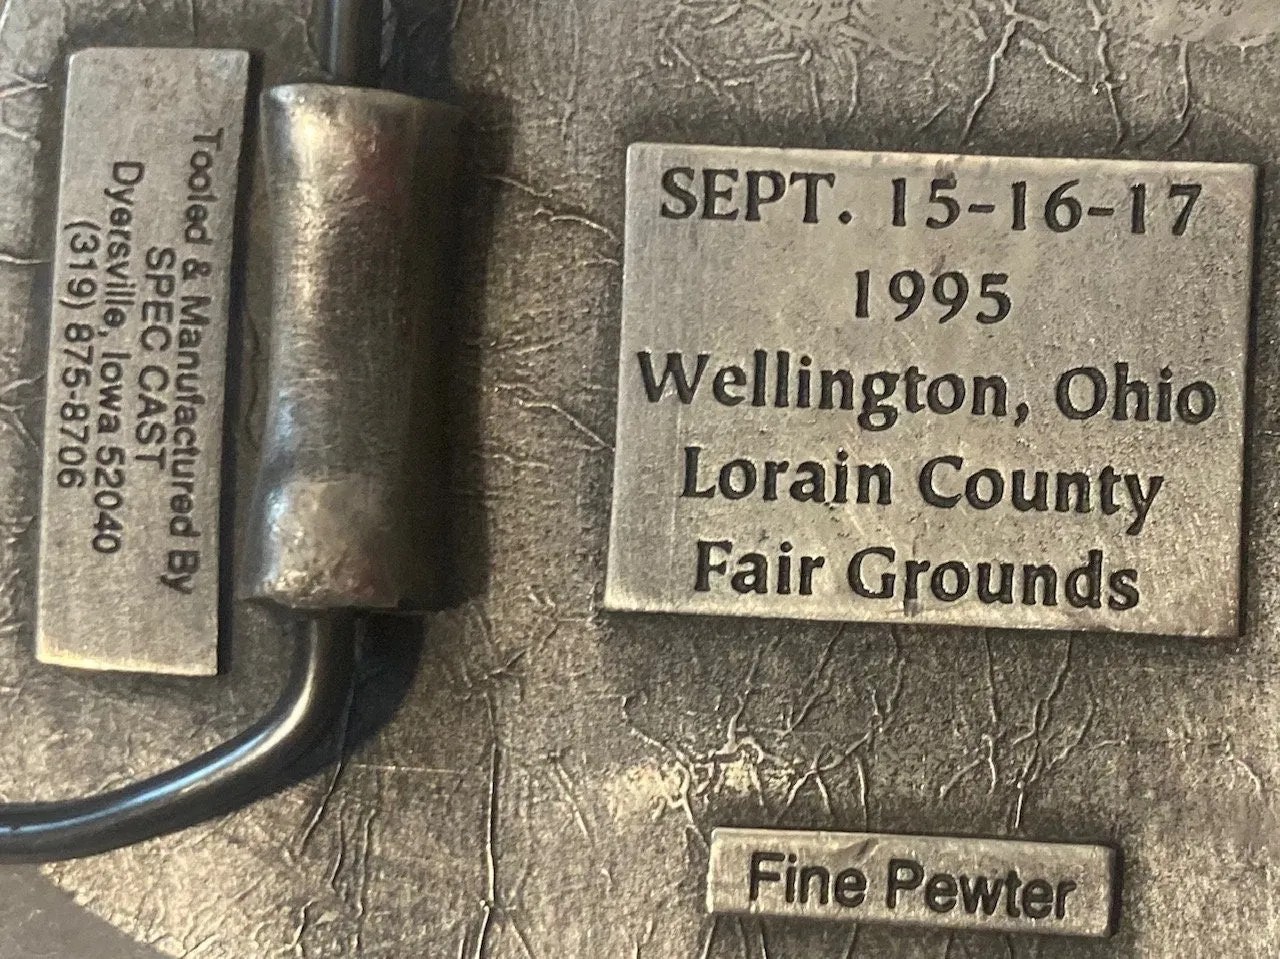 Tooled & Manufactured By
SPEC CAST
Dyersville, Iowa 52040
(319) 875-8706
SEPT. 15-16-17
1995
Wellington, Ohio
Lorain County
Fair Grounds
Fine Pewter